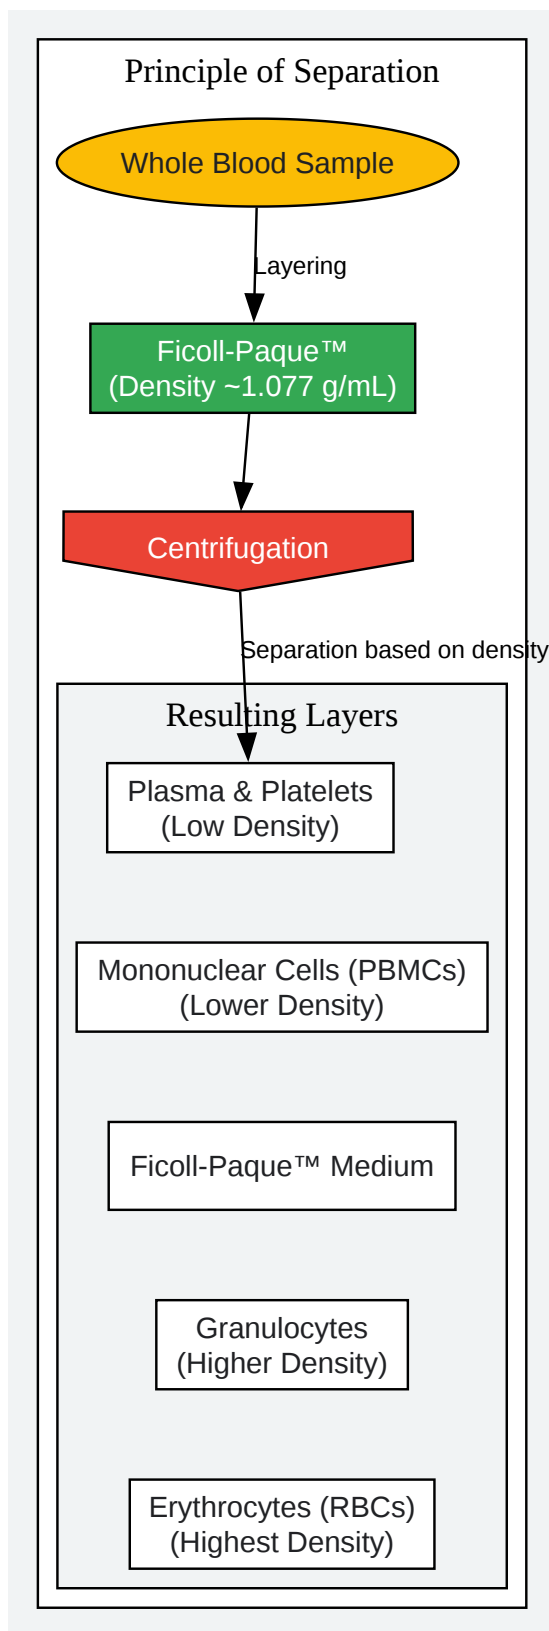 Principle of Separation
Whole Blood Sample
Layering
Ficoll-Paque™
(Density ~1.077 g/mL)
Centrifugation
Separation based on density
Resulting Layers
Plasma & Platelets
(Low Density)
Mononuclear Cells (PBMCs)
(Lower Density)
Ficoll-Paque™ Medium
Granulocytes
(Higher Density)
Erythrocytes (RBCs)
(Highest Density)